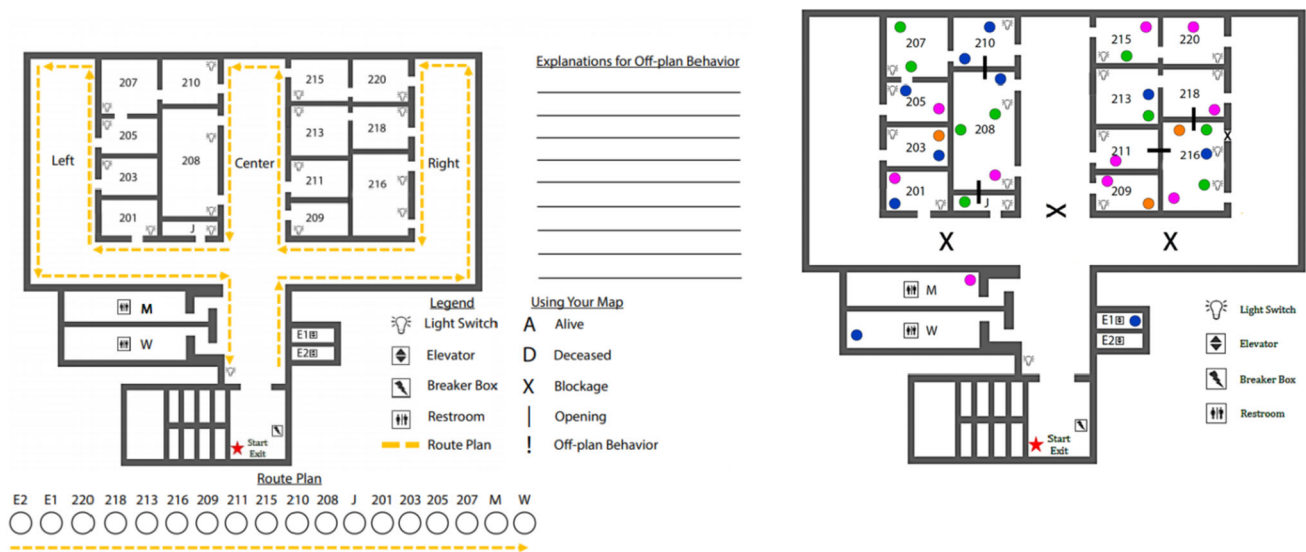 Explanations for Off-plan Behavior
207
210
215
220
205
208
213
218
Left
Center
Right
203
211
216
201
J
209
M
W
E1
E2
Start
Exit
Legend
Using Your Map
Light Switch
A Alive
Elevator
D Deceased
Breaker Box
X Blockage
Restroom
| Opening
Route Plan
! Off-plan Behavior
Route Plan
E2 E1 220 218 213 216 209 211 215 210 208 J 201 203 205 207 M W
207
210
215
220
205
208
213
218
203
211
216
X
201
J
209
X
X
X
M
W
E1
E2
Start
Exit
Light Switch
Elevator
Breaker Box
Restroom